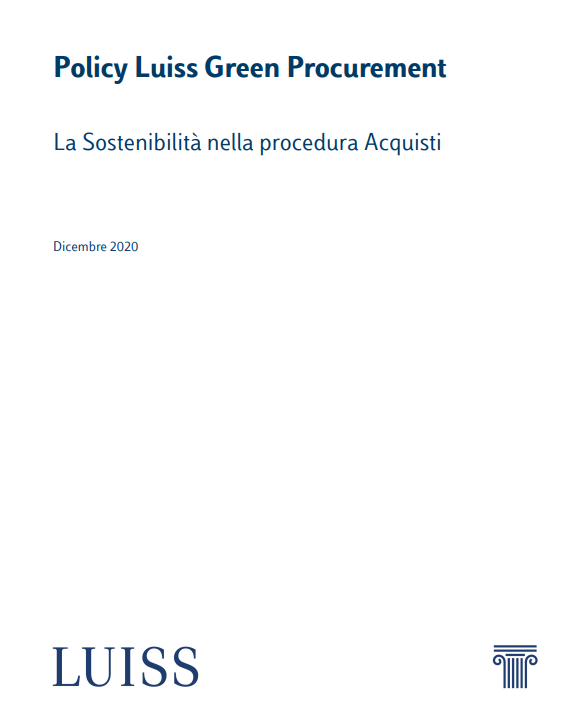 Policy Luiss Green Procurement
La Sostenibilità nella procedura Acquisti
Dicembre 2020
LUISS